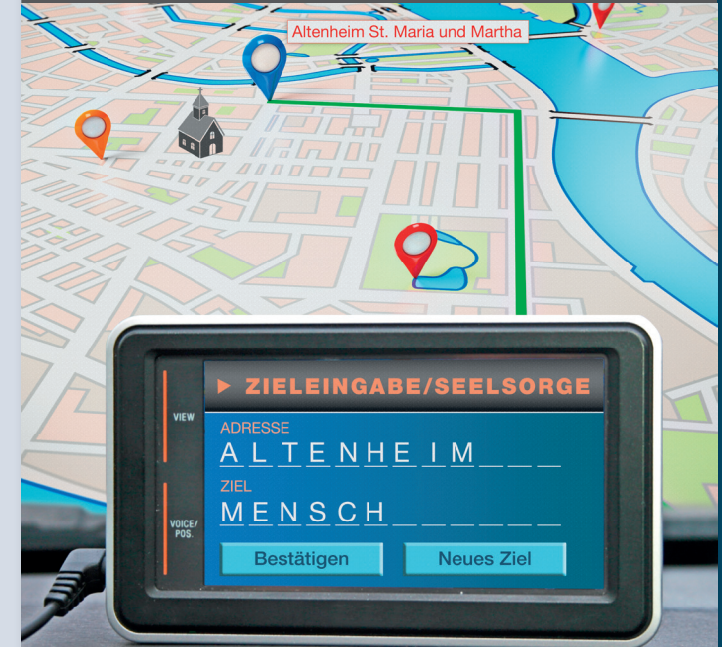 Altenheim St. Maria und Martha
ZIELEINGABE/SEELSORGE
VIEW
ADRESSE
ALTENHEIM
ZIEL
MENSCH
VOICE/
POS.
Bestätigen
Neues Ziel